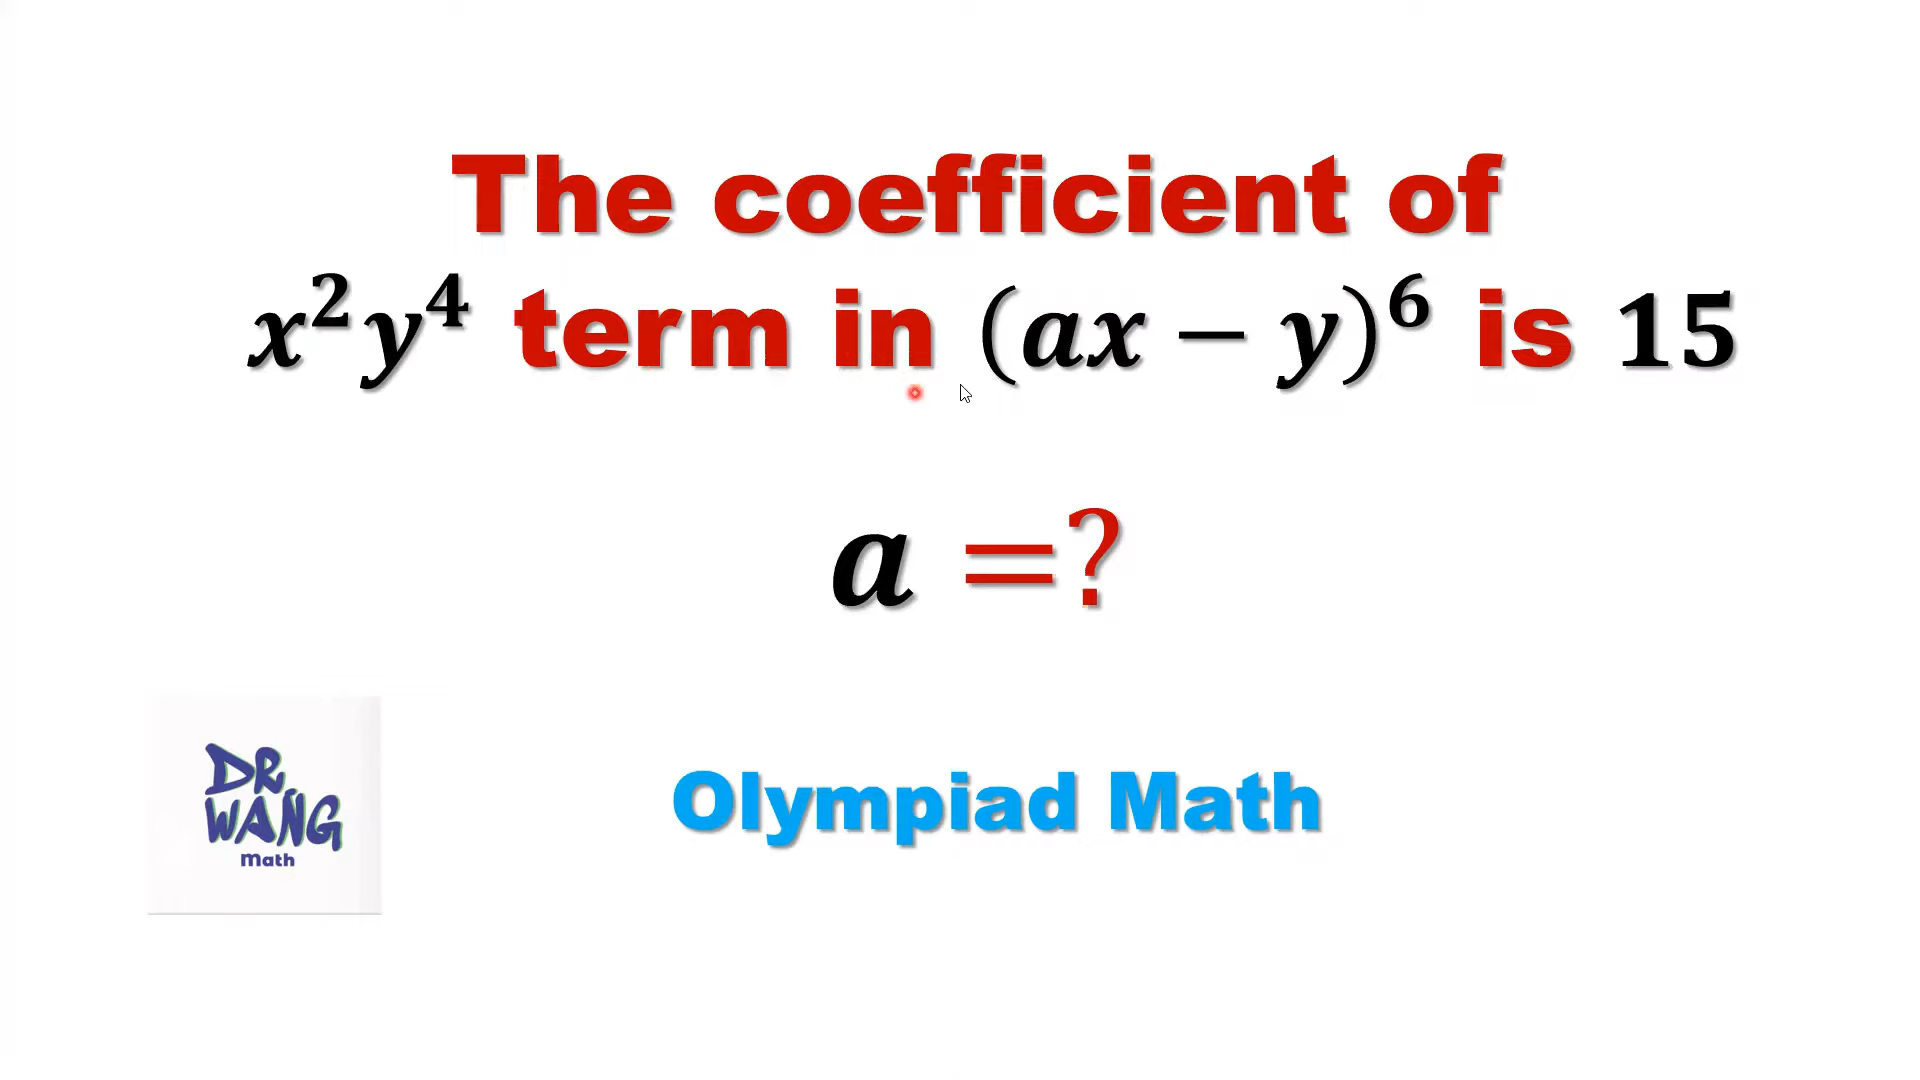 The coefficient of
x²y⁴ term in (ax − y)⁶ is 15
a =?
Olympiad Math
DR
WANG
Math